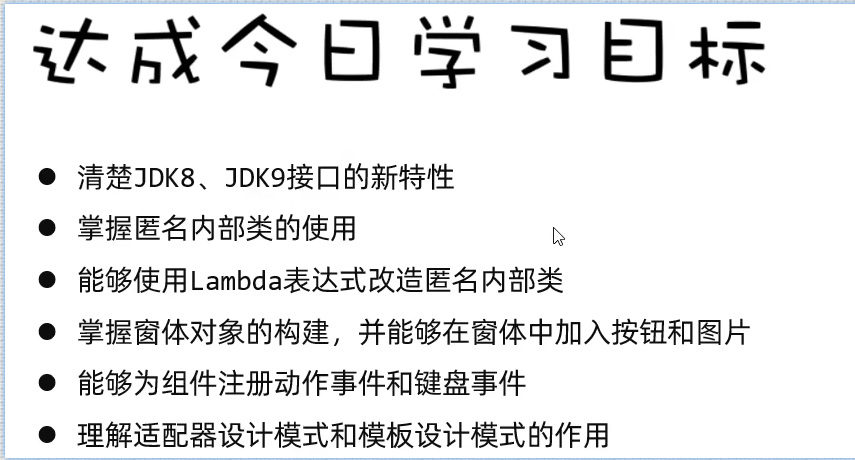 达成今日学习目标
● 清楚JDK8、JDK9接口的新特性
● 掌握匿名内部类的使用
● 能够使用Lambda表达式改造匿名内部类
● 掌握窗体对象的构建，并能够在窗体中加入按钮和图片
● 能够为组件注册动作事件和键盘事件
● 理解适配器设计模式和模板设计模式的作用